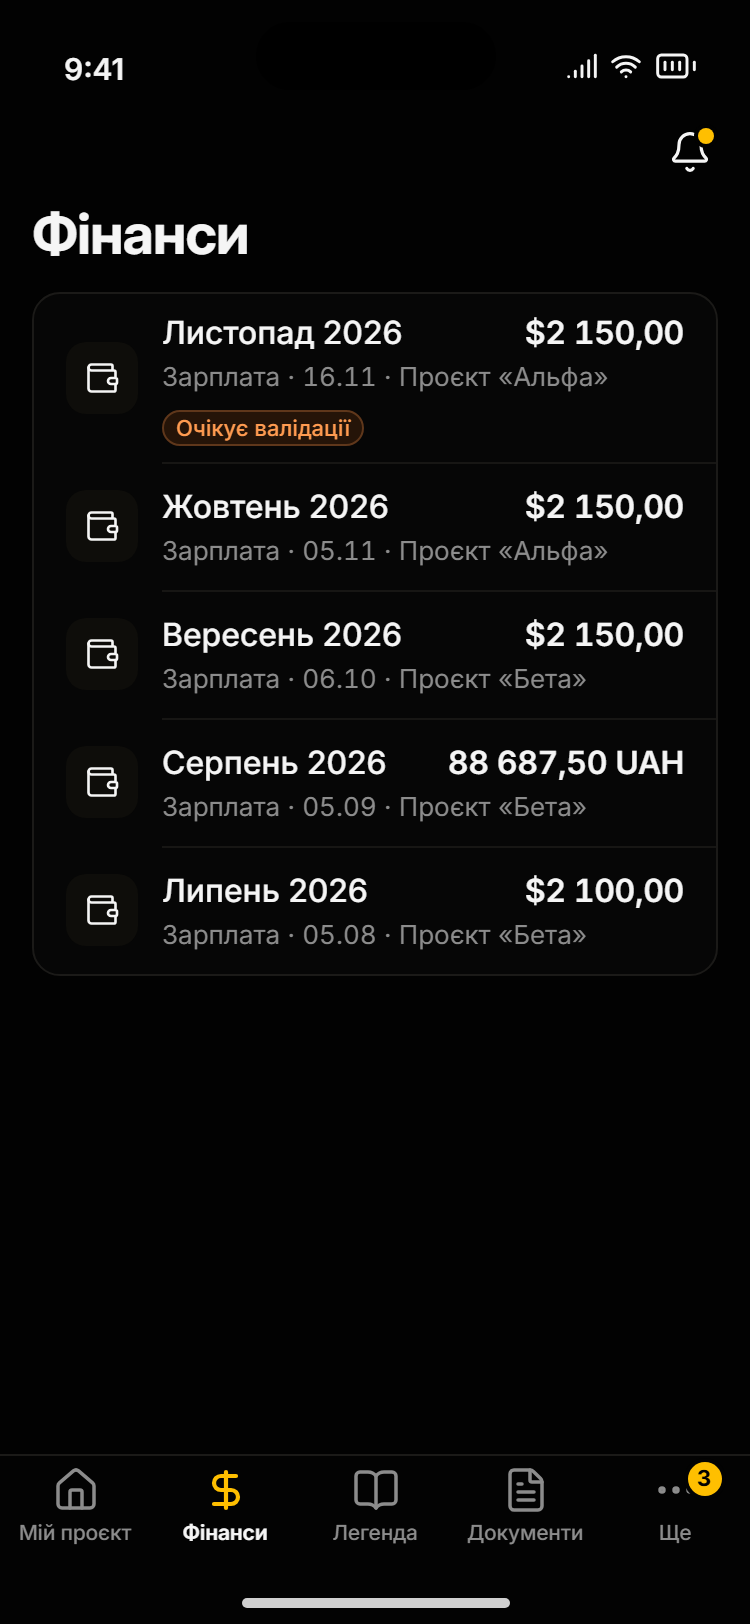 9:41
Фінанси
Листопад 2026 $2 150,00
Зарплата · 16.11 · Проєкт «Альфа»
Очікує валідації
Жовтень 2026 $2 150,00
Зарплата · 05.11 · Проєкт «Альфа»
Вересень 2026 $2 150,00
Зарплата · 06.10 · Проєкт «Бета»
Серпень 2026 88 687,50 UAH
Зарплата · 05.09 · Проєкт «Бета»
Липень 2026 $2 100,00
Зарплата · 05.08 · Проєкт «Бета»
3
Мій проєкт Фінанси Легенда Документи Ще